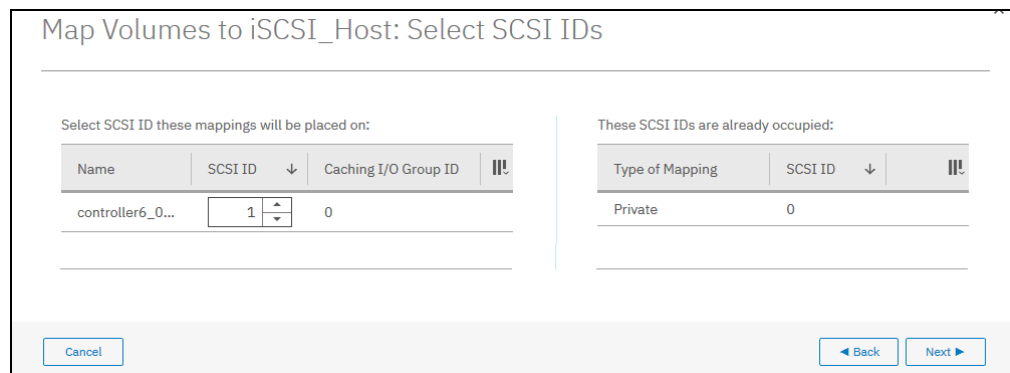 Map Volumes to iSCSI_Host: Select SCSI IDs
Select SCSI ID these mappings will be placed on:
Name SCSI ID Caching I/O Group ID
controller6_0... 1 0
These SCSI IDs are already occupied:
Type of Mapping SCSI ID
Private 0
Cancel
Back
Next